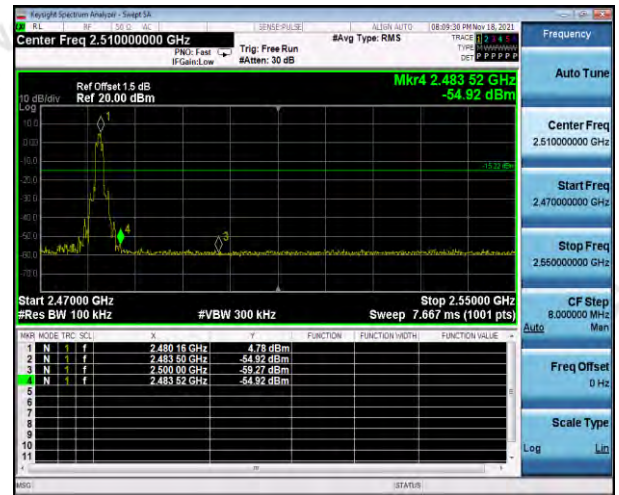 Keysight Spectrum Analyzer - Swept SA
RL RF 50 Ω AC SENSE:PULSE ALIGN AUTO 08:09:30 PM Nov 18, 2021
Center Freq 2.510000000 GHz
PNO: Fast
IFGain:Low
Trig: Free Run
#Atten: 30 dB
#Avg Type: RMS
TRACE 1 2 3 4 5 6
TYPE M WWWWW
DET P P P P P P
Frequency
Mkr4 2.483 52 GHz
-54.92 dBm
Ref Offset 1.5 dB
10 dB/div Ref 20.00 dBm
Log
10.0
0.00
-10.0
-20.0
-30.0
-40.0
-50.0
-60.0
-70.0
1
4
3
-15.22 dBm
Start 2.47000 GHz Stop 2.55000 GHz
#Res BW 100 kHz #VBW 300 kHz Sweep 7.667 ms (1001 pts)
MKR MODE TRC SCL X Y FUNCTION FUNCTION WIDTH FUNCTION VALUE
1 N 1 f 2.480 16 GHz 4.78 dBm
2 N 1 f 2.483 50 GHz -54.92 dBm
3 N 1 f 2.500 00 GHz -59.27 dBm
4 N 1 f 2.483 52 GHz -54.92 dBm
5
6
7
8
9
10
11
MSG STATUS
Auto Tune
Center Freq
2.510000000 GHz
Start Freq
2.470000000 GHz
Stop Freq
2.550000000 GHz
CF Step
8.000000 MHz
Auto Man
Freq Offset
0 Hz
Scale Type
Log Lin